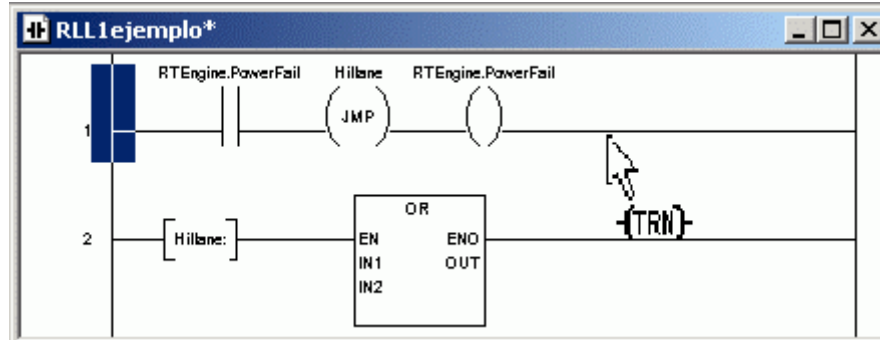 RLL1ejemplo*
RTEngine.PowerFail Hillane RTEngine.PowerFail
JMP
1
OR
TRN
2 Hillane: EN ENO
IN1 OUT
IN2